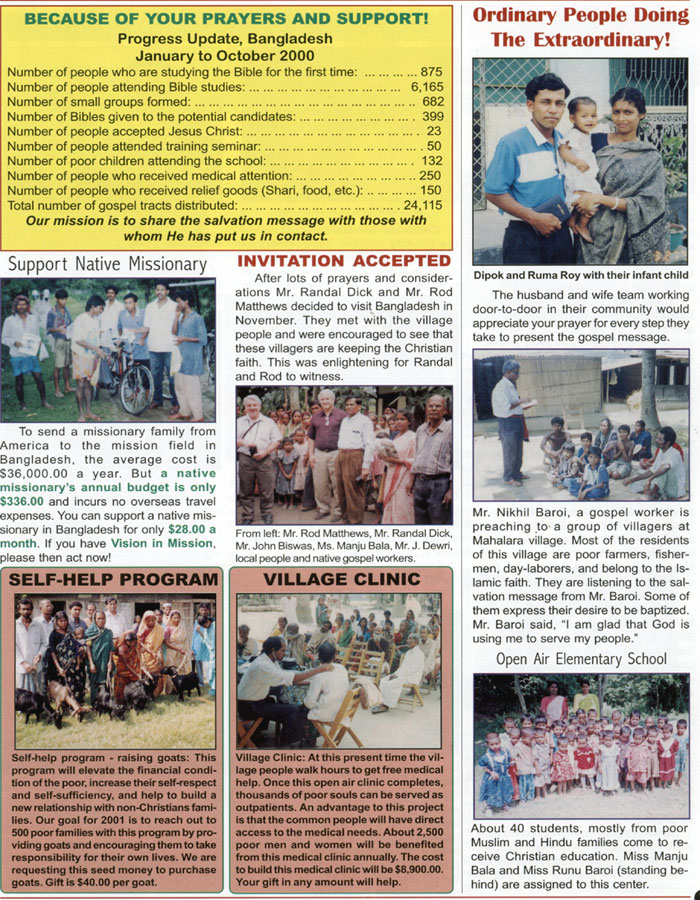 BECAUSE OF YOUR PRAYERS AND SUPPORT!
Progress Update, Bangladesh
January to October 2000
Number of people who are studying the Bible for the first time: ... ... ... ... 875
Number of people attending Bible studies: ... ... ... ... ... ... ... ... ... ... ... 6,165
Number of small groups formed: ... ... ... ... ... ... ... ... ... ... ... ... ... ... 682
Number of Bibles given to the potential candidates: ... ... ... ... ... ... ... 399
Number of people accepted Jesus Christ: ... ... ... ... ... ... ... ... ... ... ... 23
Number of people attended training seminar: ... ... ... ... ... ... ... ... ... ... 50
Number of poor children attending the school: ... ... ... ... ... ... ... ... ... . 132
Number of people who received medical attention: ... ... ... ... ... ... ... ... 250
Number of people who received relief goods (Shari, food, etc.): .. ... ... ... 150
Total number of gospel tracts distributed: ... ... ... ... ... ... ... ... ... ... 24,115
Our mission is to share the salvation message with those with
whom He has put us in contact.
Support Native Missionary
To send a missionary family from
America to the mission field in
Bangladesh, the average cost is
$36,000.00 a year. But a native
missionary's annual budget is only
$336.00 and incurs no overseas travel
expenses. You can support a native mis-
sionary in Bangladesh for only $28.00 a
month. If you have Vision in Mission,
please then act now!
INVITATION ACCEPTED
After lots of prayers and consider-
ations Mr. Randal Dick and Mr. Rod
Matthews decided to visit Bangladesh in
November. They met with the village
people and were encouraged to see that
these villagers are keeping the Christian
faith. This was enlightening for Randal
and Rod to witness.
From left: Mr. Rod Matthews, Mr. Randal Dick,
Mr. John Biswas, Ms. Manju Bala, Mr. J. Dewri,
local people and native gospel workers.
SELF-HELP PROGRAM
Self-help program - raising goats: This
program will elevate the financial condi-
tion of the poor, increase their self-respect
and self-sufficiency, and help to build a
new relationship with non-Christians fami-
lies. Our goal for 2001 is to reach out to
500 poor families with this program by pro-
viding goats and encouraging them to take
responsibility for their own lives. We are
requesting this seed money to purchase
goats. Gift is $40.00 per goat.
VILLAGE CLINIC
Village Clinic: At this present time the vil-
lage people walk hours to get free medical
help. Once this open air clinic completes,
thousands of poor souls can be served as
outpatients. An advantage to this project
is that the common people will have direct
access to the medical needs. About 2,500
poor men and women will be benefited
from this medical clinic annually. The cost
to build this medical clinic will be $8,900.00.
Your gift in any amount will help.
Ordinary People Doing
The Extraordinary!
Dipok and Ruma Roy with their infant child
The husband and wife team working
door-to-door in their community would
appreciate your prayer for every step they
take to present the gospel message.
Mr. Nikhil Baroi, a gospel worker is
preaching to a group of villagers at
Mahalara village. Most of the residents
of this village are poor farmers, fisher-
men, day-laborers, and belong to the Is-
lamic faith. They are listening to the sal-
vation message from Mr. Baroi. Some of
them express their desire to be baptized.
Mr. Baroi said, "I am glad that God is
using me to serve my people."
Open Air Elementary School
About 40 students, mostly from poor
Muslim and Hindu families come to re-
ceive Christian education. Miss Manju
Bala and Miss Runu Baroi (standing be-
hind) are assigned to this center.